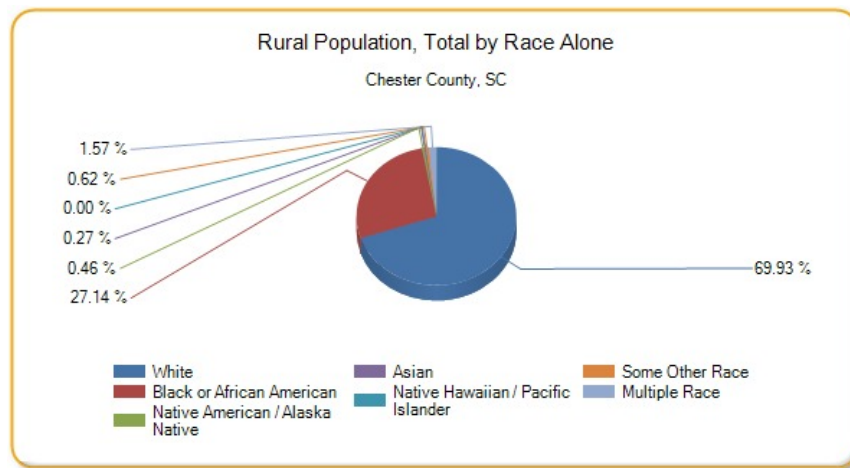 Rural Population, Total by Race Alone
Chester County, SC
1.57 %
0.62 %
0.00 %
0.27 %
0.46 %
27.14 %
69.93 %
White
Black or African American
Native American / Alaska
Native
Asian
Native Hawaiian / Pacific
Islander
Some Other Race
Multiple Race